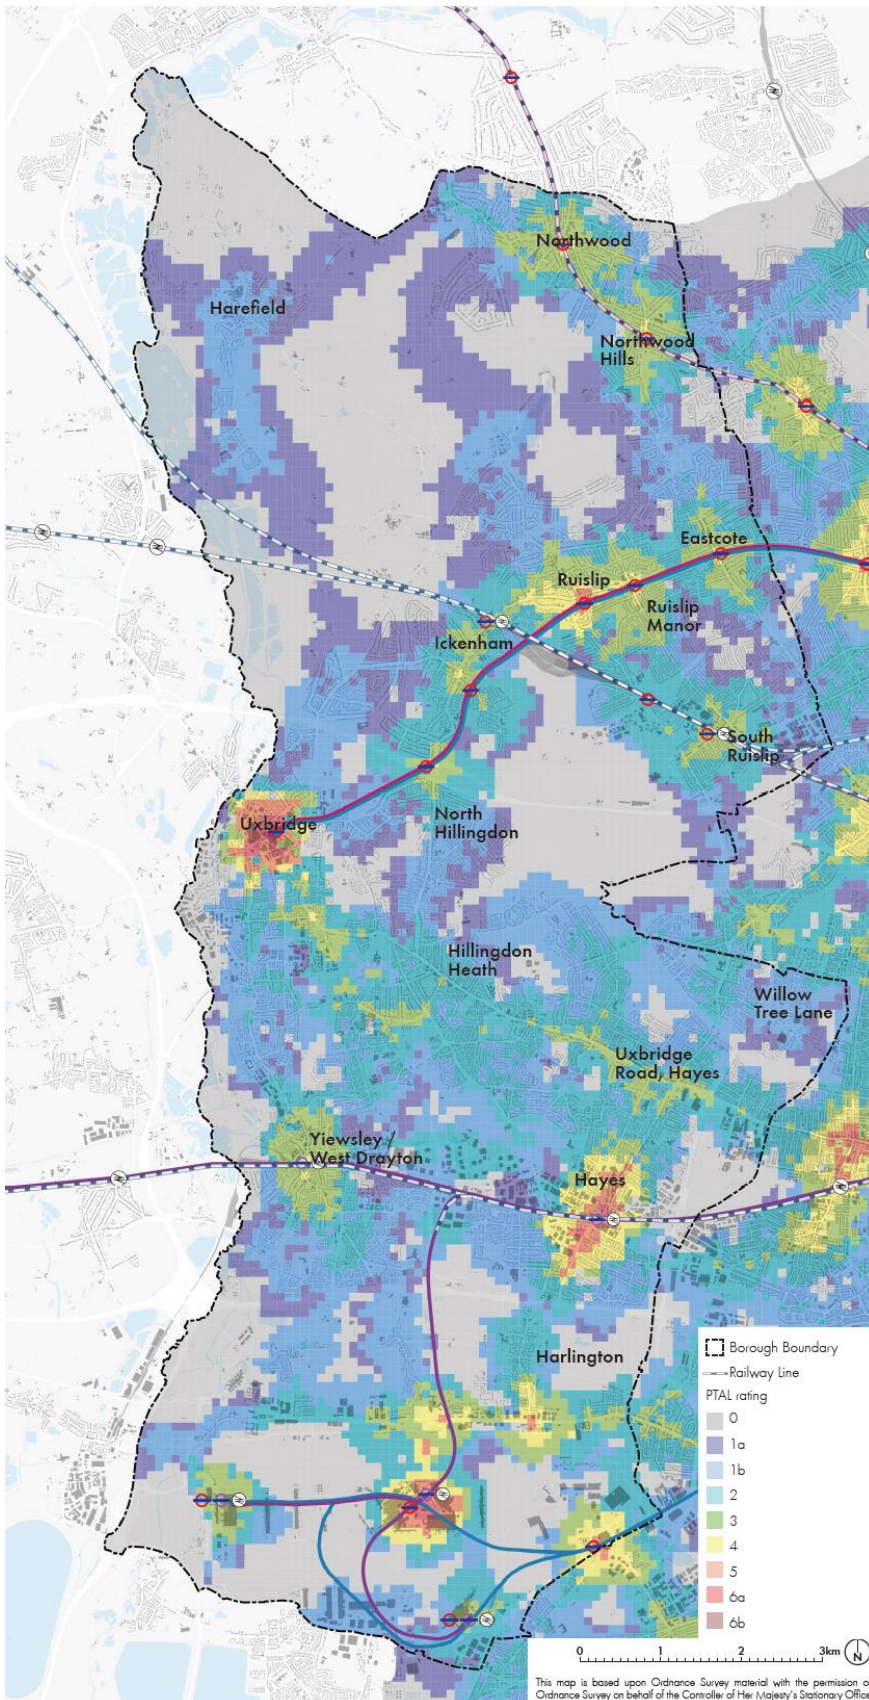 Northwood
Harefield
Northwood
Hills
Eastcote
Ruislip
Ruislip
Manor
Ickenham
South
Ruislip
Uxbridge
North
Hillingdon
Hillingdon
Heath
Willow
Tree Lane
Uxbridge
Road, Hayes
Yiewsley /
West Drayton
Hayes
Harlington
Borough Boundary
Railway Line
PTAL rating
0
1a
1b
2
3
4
5
6a
6b
0 1 2 3km
N
This map is based upon Ordnance Survey material with the permission o
Ordnance Survey on behalf of the Controller of Her Majesty's Stationary Office